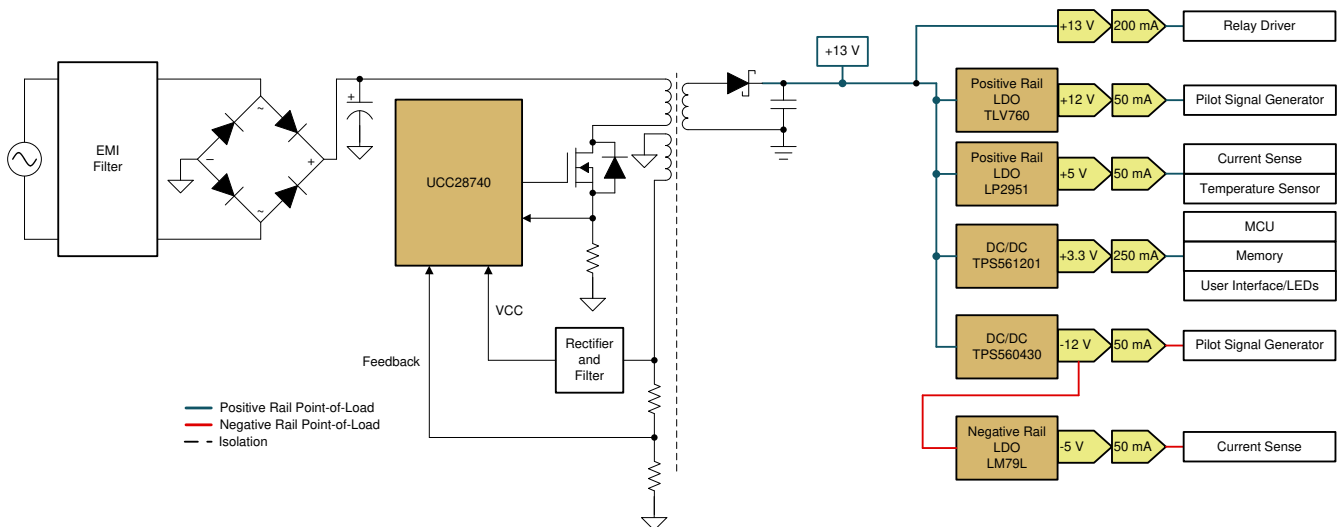 EMI
Filter
~
~
−
+
+
UCC28740
VCC
Feedback
Rectifier
and
Filter
Positive Rail Point-of-Load
Negative Rail Point-of-Load
Isolation
+13 V
+13 V
200 mA
Relay Driver
Positive Rail
LDO
TLV760
+12 V
50 mA
Pilot Signal Generator
Positive Rail
LDO
LP2951
+5 V
50 mA
Current Sense
Temperature Sensor
DC/DC
TPS561201
+3.3 V
250 mA
MCU
Memory
User Interface/LEDs
DC/DC
TPS560430
-12 V
50 mA
Pilot Signal Generator
Negative Rail
LDO
LM79L
-5 V
50 mA
Current Sense